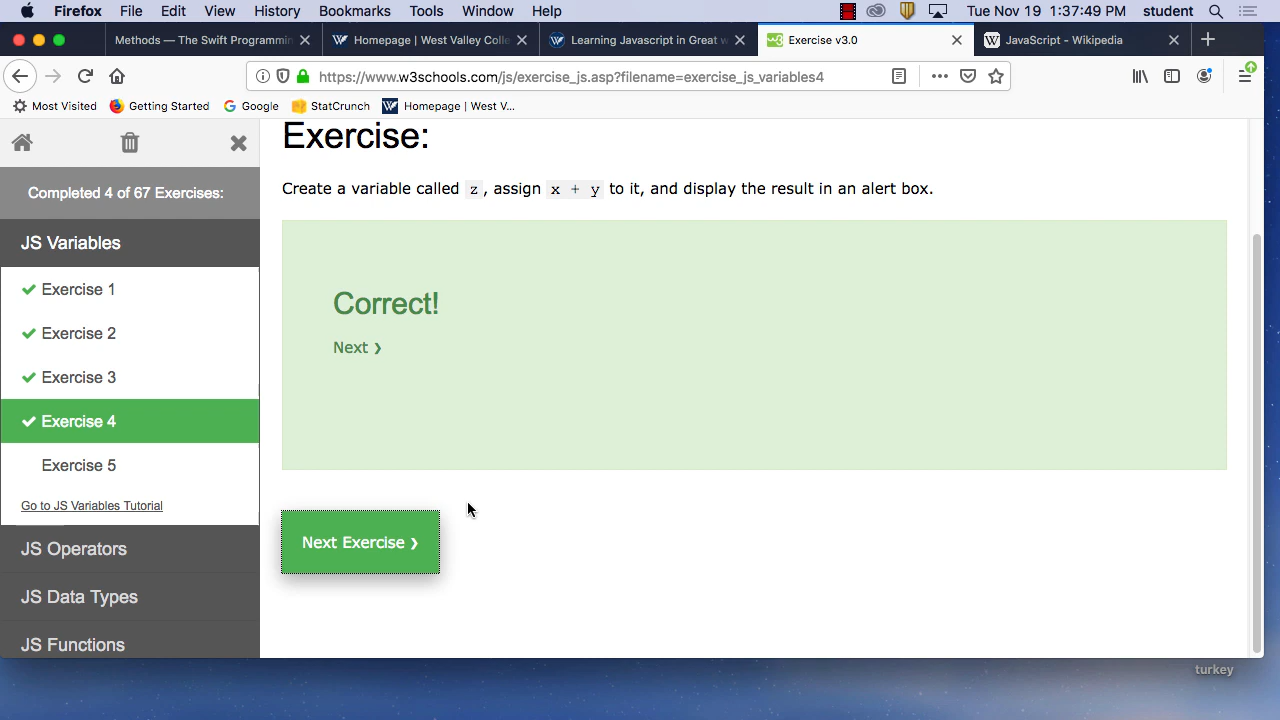 Firefox File Edit View History Bookmarks Tools Window Help Tue Nov 19 1:37:49 PM student
Methods — The Swift Programmin Homepage | West Valley Colle Learning Javascript in Great w Exercise v3.0 JavaScript - Wikipedia
https://www.w3schools.com/js/exercise_js.asp?filename=exercise_js_variables4
Most Visited Getting Started Google StatCrunch Homepage | West V...
Exercise:
Completed 4 of 67 Exercises:
Create a variable called z, assign x + y to it, and display the result in an alert box.
JS Variables
Exercise 1
Exercise 2
Exercise 3
Exercise 4
Exercise 5
Go to JS Variables Tutorial
JS Operators
JS Data Types
JS Functions
Correct!
Next ❯
Next Exercise ❯
turkey